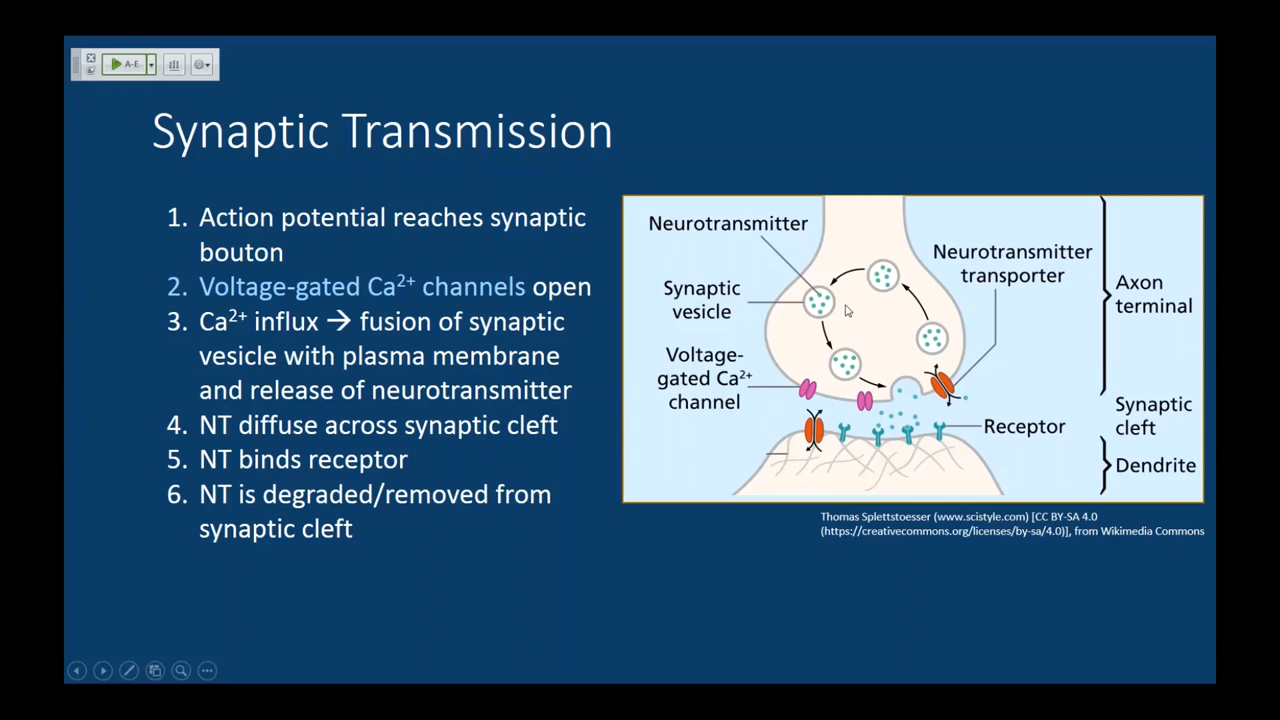 A-E
Synaptic Transmission
1. Action potential reaches synaptic
bouton
2. Voltage-gated Ca²⁺ channels open
3. Ca²⁺ influx → fusion of synaptic
vesicle with plasma membrane
and release of neurotransmitter
4. NT diffuse across synaptic cleft
5. NT binds receptor
6. NT is degraded/removed from
synaptic cleft
Neurotransmitter
Synaptic
vesicle
Voltage-
gated Ca²⁺
channel
Neurotransmitter
transporter
Receptor
Axon
terminal
Synaptic
cleft
Dendrite
Thomas Splettstoesser (www.scistyle.com) [CC BY-SA 4.0
(https://creativecommons.org/licenses/by-sa/4.0)], from Wikimedia Commons